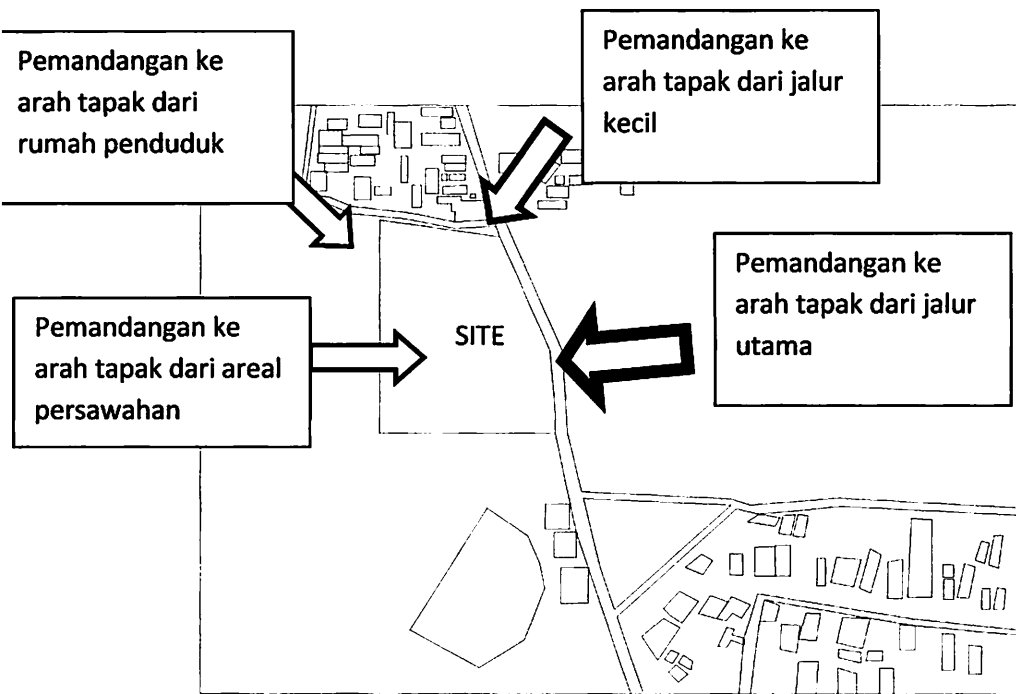 Pemandangan ke
arah tapak dari
rumah penduduk
Pemandangan ke
arah tapak dari jalur
kecil
Pemandangan ke
arah tapak dari jalur
utama
Pemandangan ke
arah tapak dari areal
persawahan
SITE